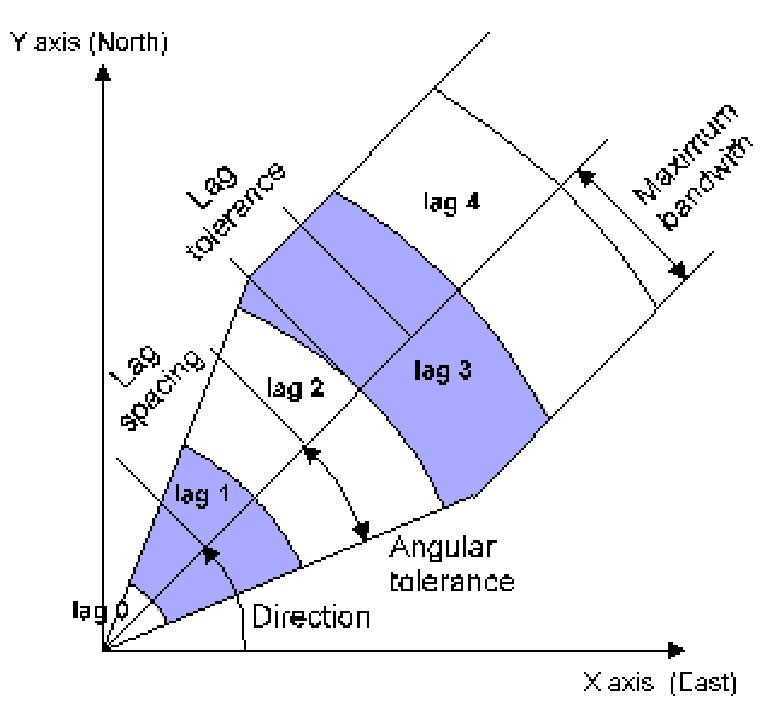 Y axis (North)
Maximum
bandwith
Lag
tolerance
lag 4
lag 3
Lag
spacing
lag 2
lag 1
Angular
tolerance
lag 0
Direction
X axis (East)